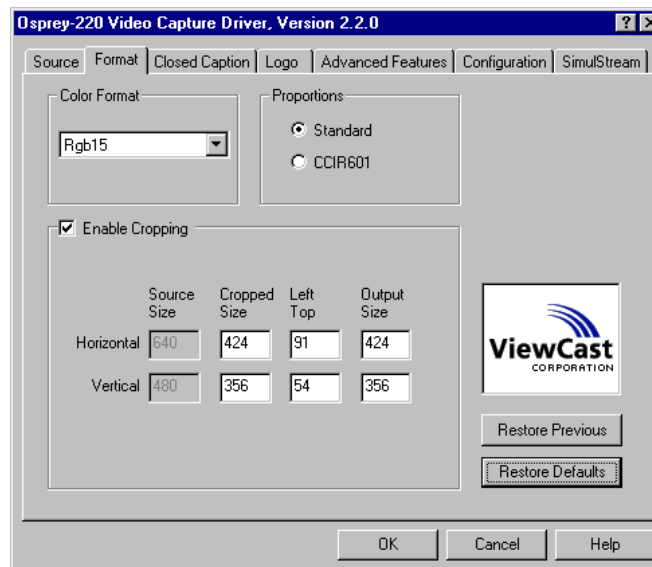 Osprey-220 Video Capture Driver, Version 2.2.0
Source Format Closed Caption Logo Advanced Features Configuration SimulStream
Color Format
Proportions
Rgb15
Standard
CCIR601
Enable Cropping
Source Size
Cropped Size
Left Top
Output Size
Horizontal 640 424 91 424
Vertical 480 356 54 356
ViewCast
CORPORATION
Restore Previous
Restore Defaults
OK Cancel Help